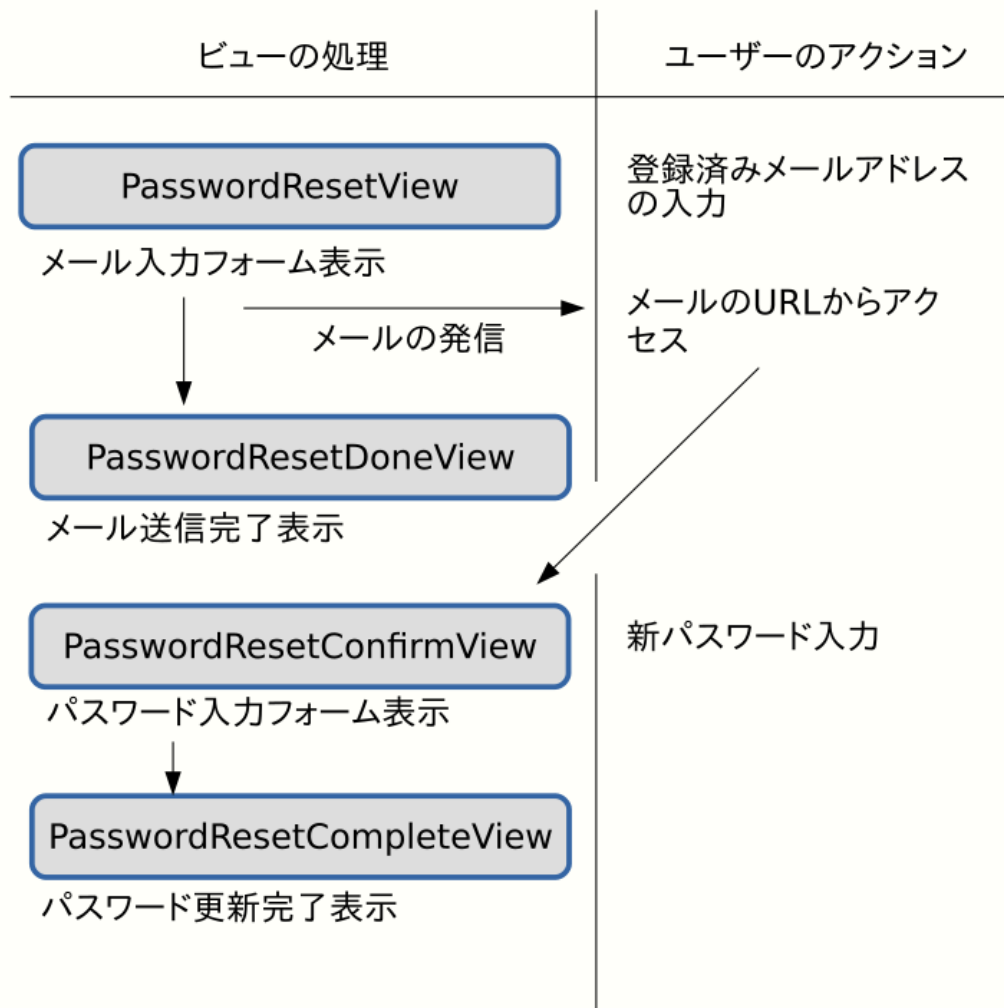 ビューの処理
ユーザーのアクション
PasswordResetView
登録済みメールアドレス
の入力
メール入力フォーム表示
メールの発信
メールのURLからアク
セス
PasswordResetDoneView
メール送信完了表示
PasswordResetConfirmView
新パスワード入力
パスワード入力フォーム表示
PasswordResetCompleteView
パスワード更新完了表示